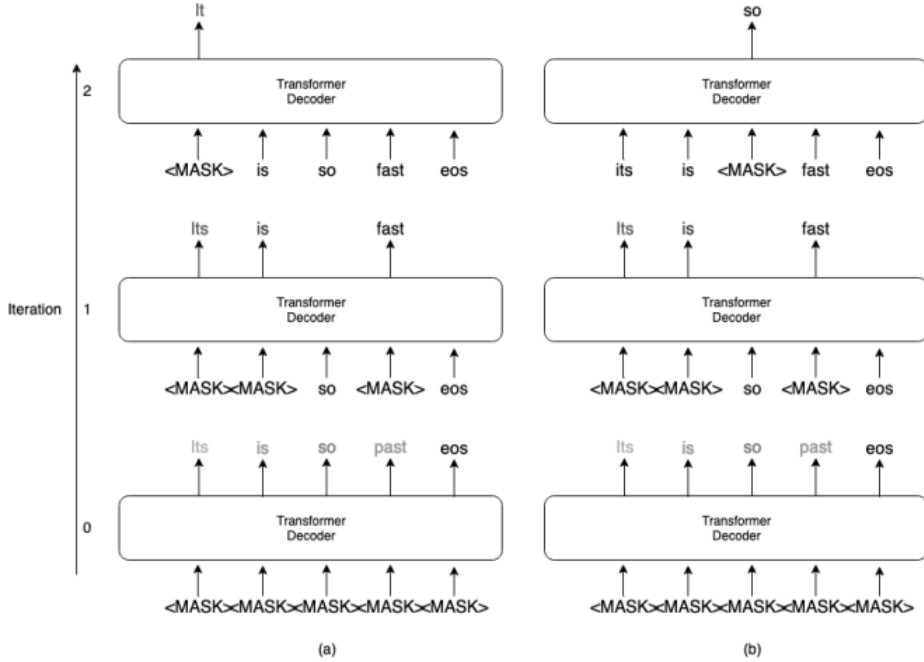 It so
Transformer Decoder Transformer Decoder
2
<MASK> is so fast eos its is <MASK> fast eos
Its is fast Its is fast
Transformer Decoder Transformer Decoder
Iteration 1
<MASK><MASK> so <MASK> eos <MASK><MASK> so <MASK> eos
Its is so past eos Its is so past eos
Transformer Decoder Transformer Decoder
0
<MASK><MASK><MASK><MASK><MASK> <MASK><MASK><MASK><MASK><MASK>
(a) (b)